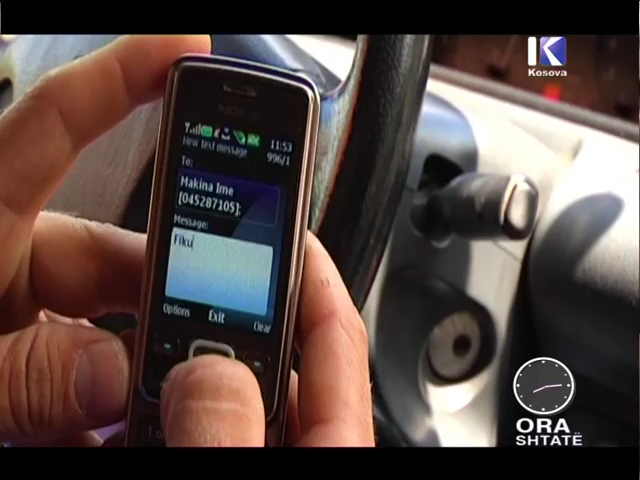 K
Kosova
NOKIA
11:53
New text message
996/1
To:
Makina Ime
[045287105];
Message:
Fiku
Options
Exit
Clear
ORA
SHTATË